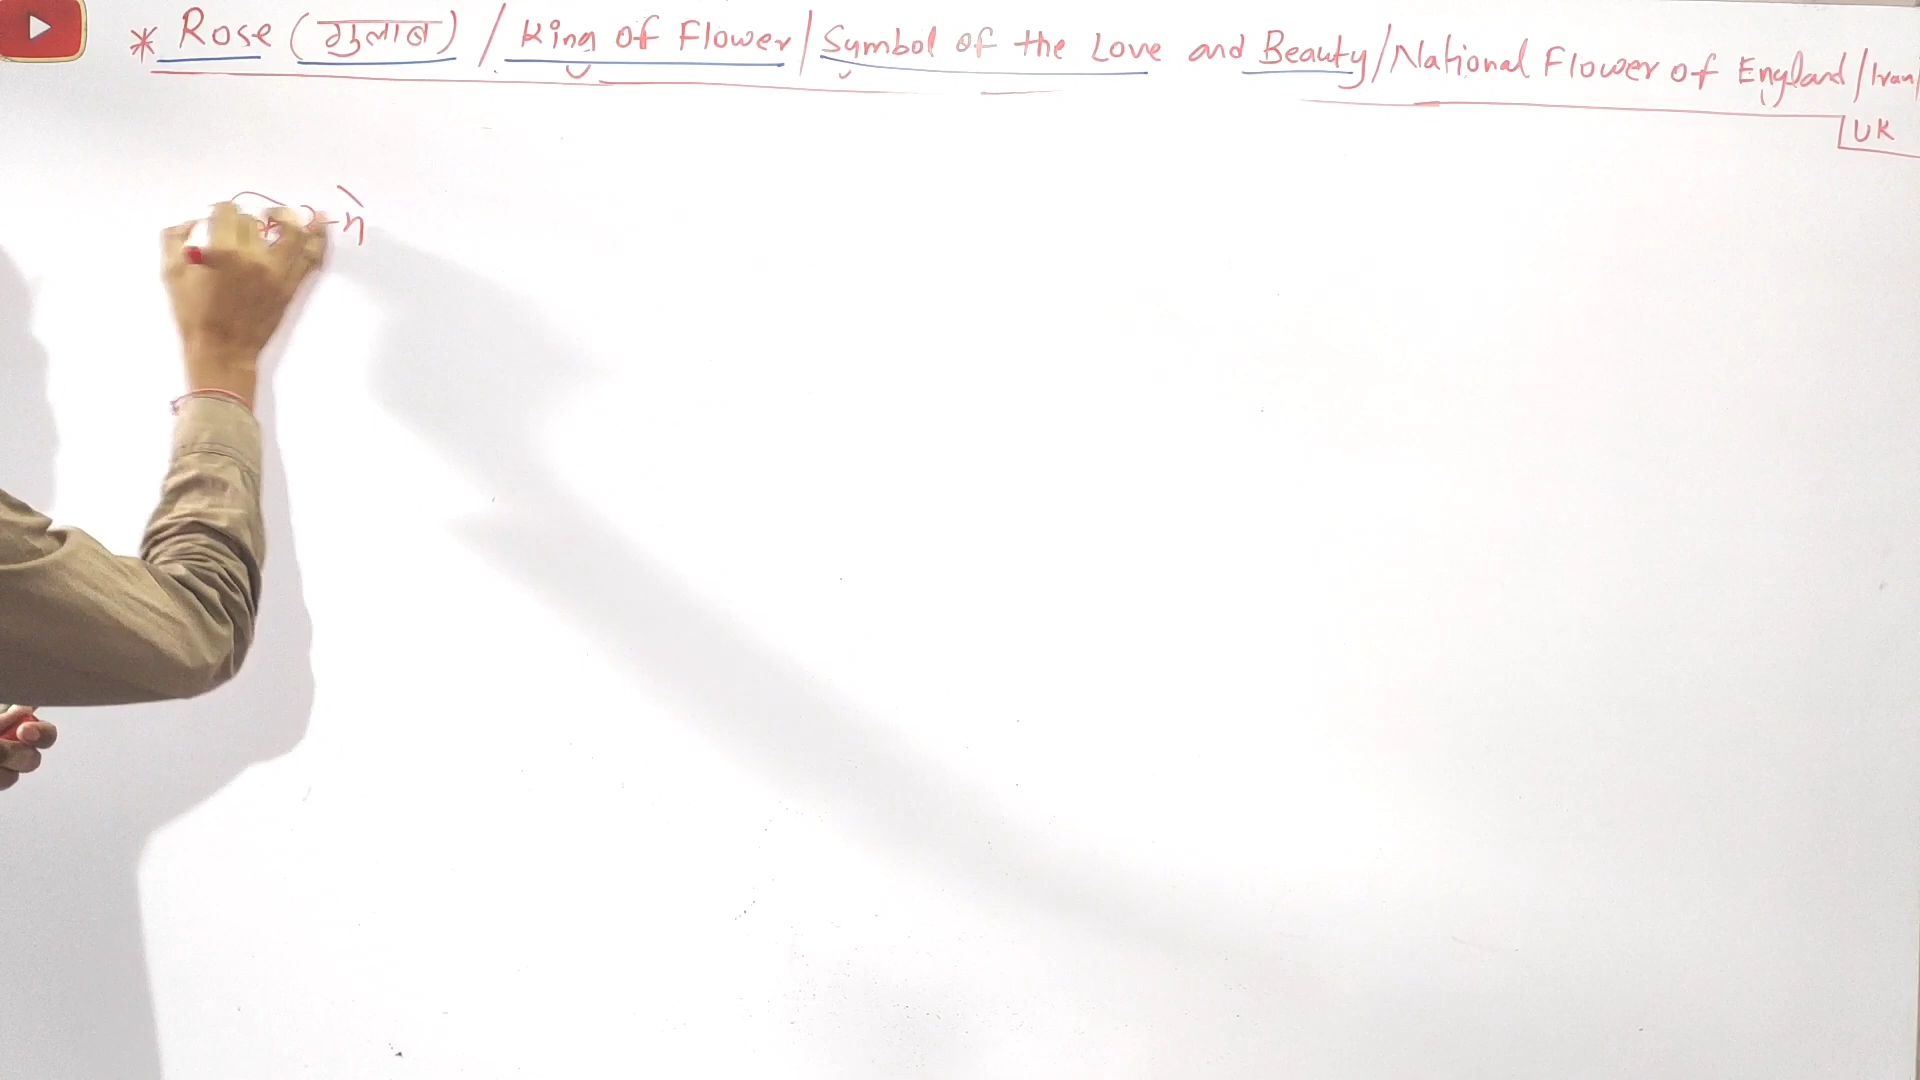 * Rose (गुलाब) / King of Flower / Symbol of the Love and Beauty / National Flower of England / Iran /
UK